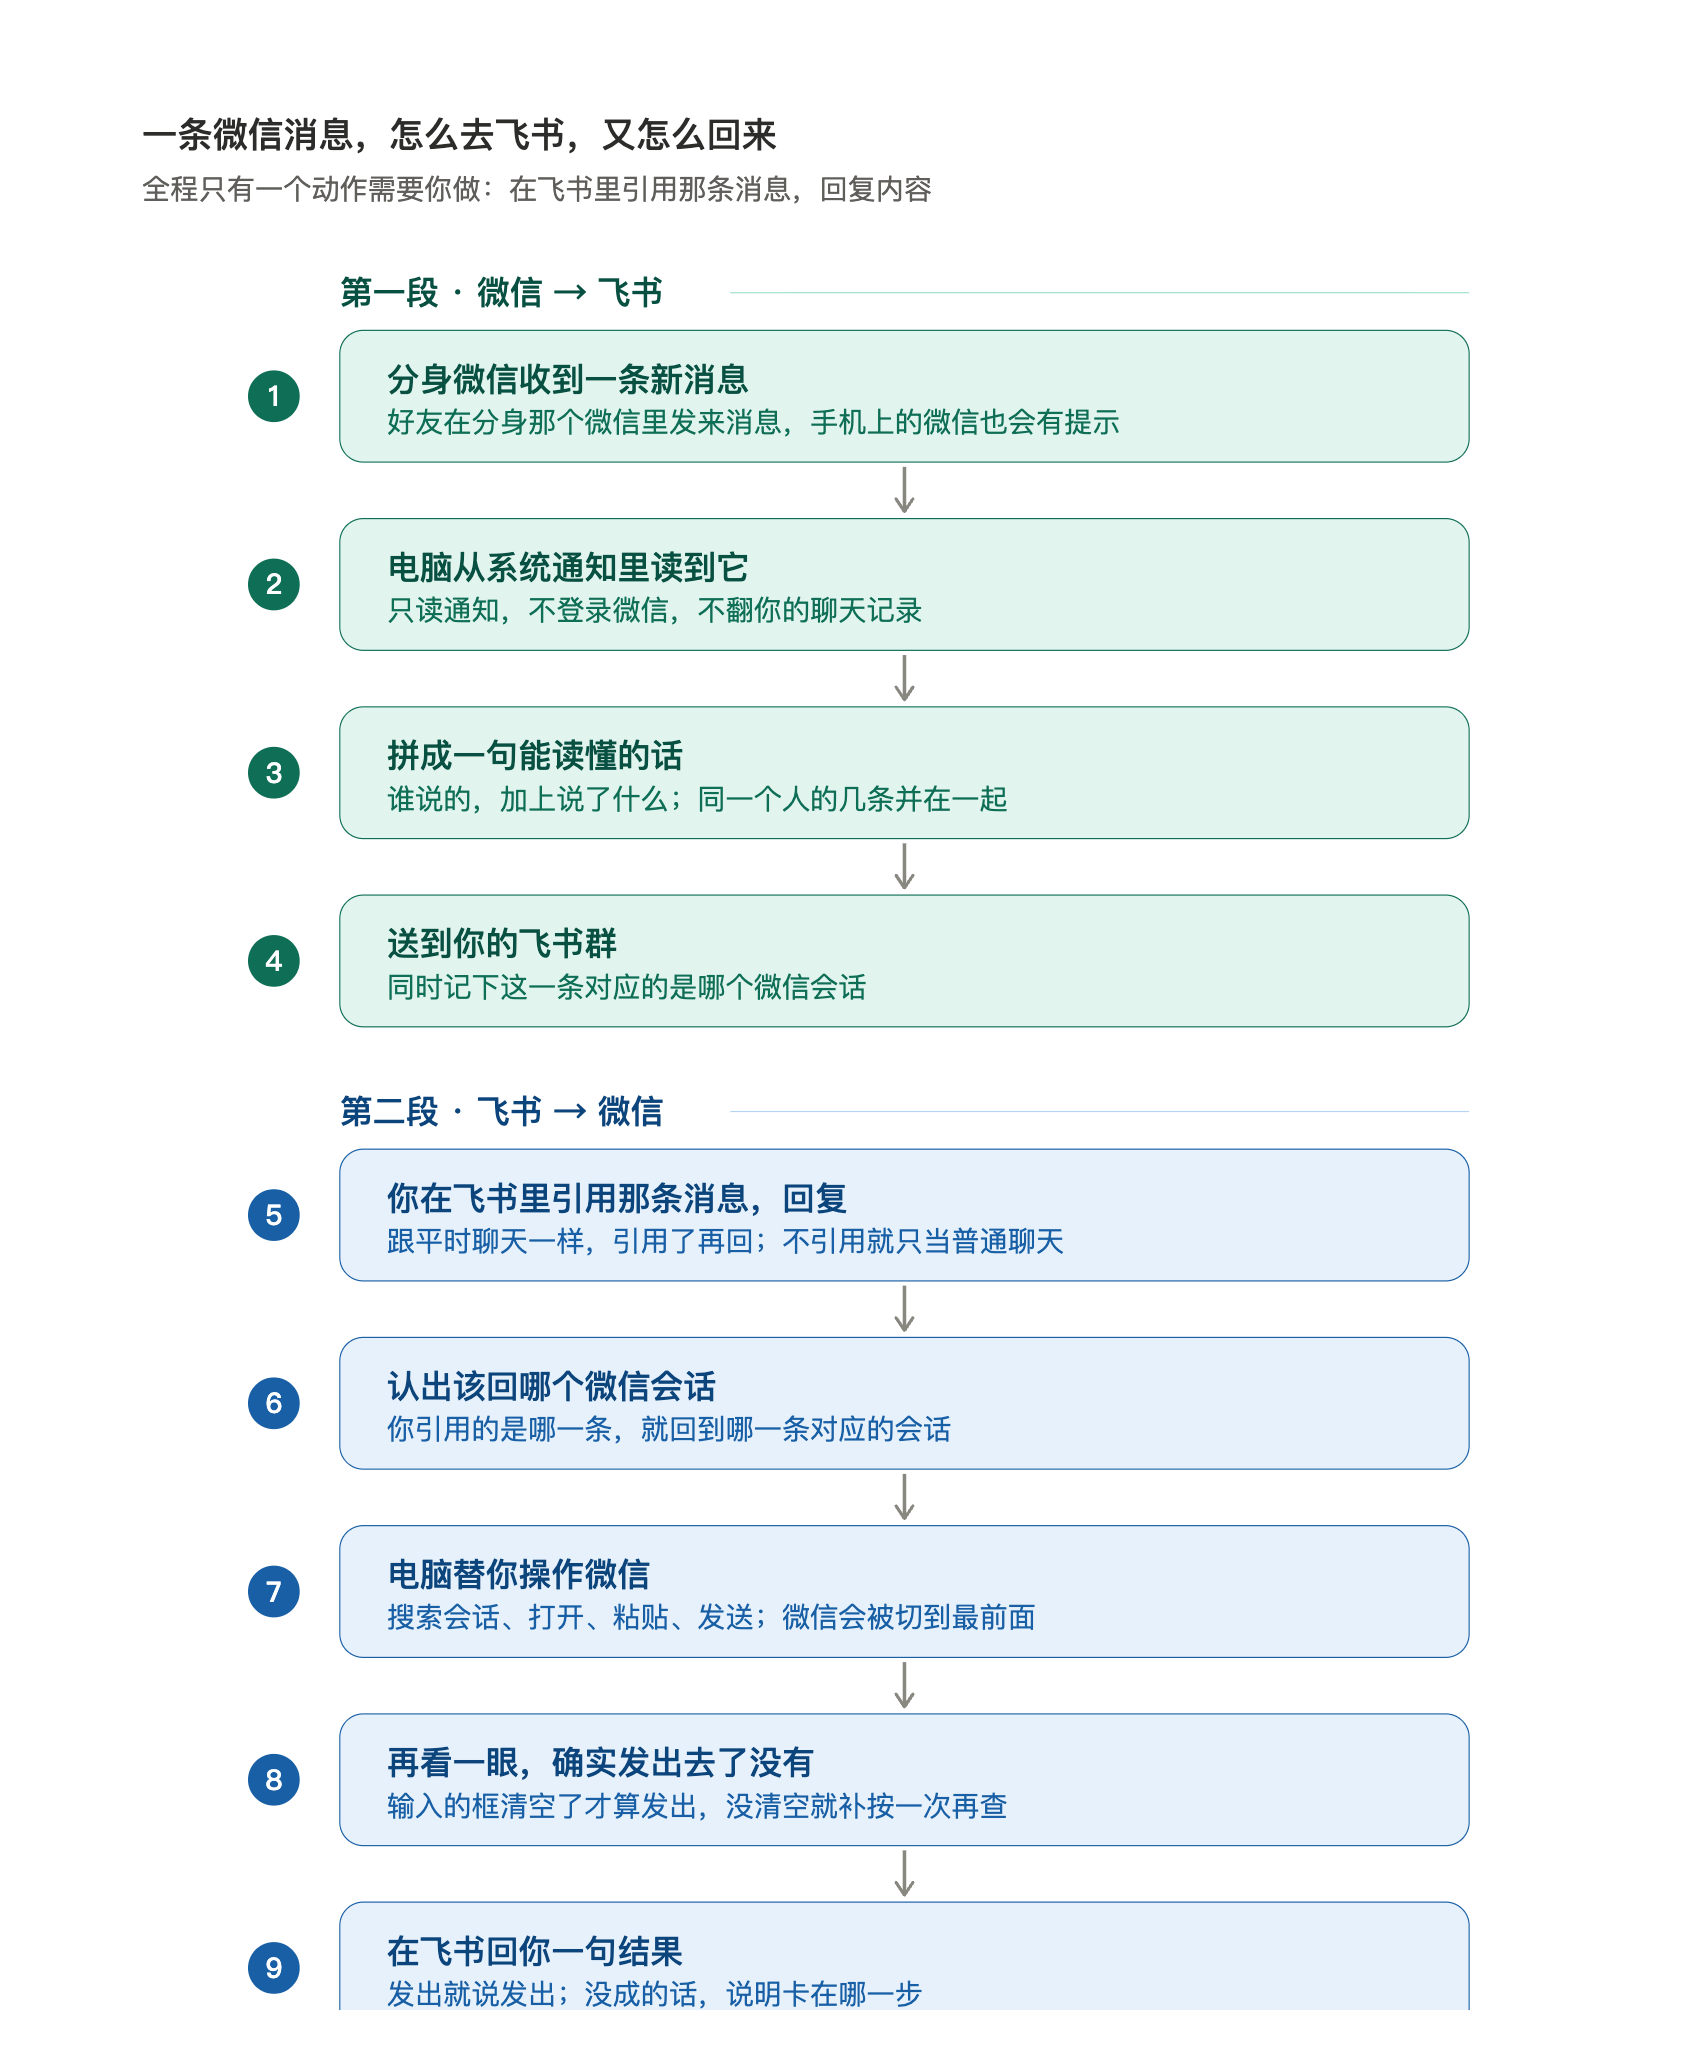 一条微信消息，怎么去飞书，又怎么回来
全程只有一个动作需要你做：在飞书里引用那条消息，回复内容
第一段 · 微信 → 飞书
1
分身微信收到一条新消息
好友在分身那个微信里发来消息，手机上的微信也会有提示
2
电脑从系统通知里读到它
只读通知，不登录微信，不翻你的聊天记录
3
拼成一句能读懂的话
谁说的，加上说了什么；同一个人的几条并在一起
4
送到你的飞书群
同时记下这一条对应的是哪个微信会话
第二段 · 飞书 → 微信
5
你在飞书里引用那条消息，回复
跟平时聊天一样，引用了再回；不引用就只当普通聊天
6
认出该回哪个微信会话
你引用的是哪一条，就回到哪一条对应的会话
7
电脑替你操作微信
搜索会话、打开、粘贴、发送；微信会被切到最前面
8
再看一眼，确实发出去了没有
输入的框清空了才算发出，没清空就补按一次再查
9
在飞书回你一句结果
发出就说发出；没成的话，说明卡在哪一步